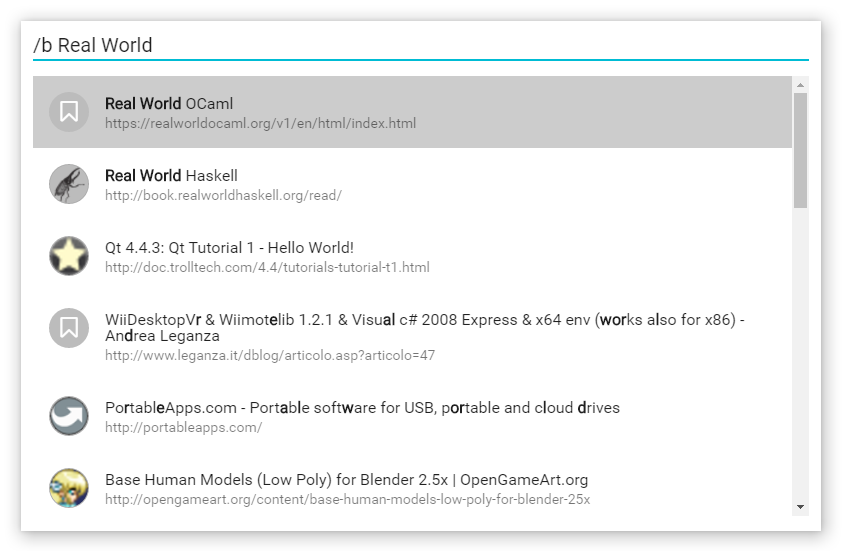 /b Real World
Real World OCaml
https://realworldocaml.org/v1/en/html/index.html
Real World Haskell
http://book.realworldhaskell.org/read/
Qt 4.4.3: Qt Tutorial 1 - Hello World!
http://doc.trolltech.com/4.4/tutorials-tutorial-t1.html
WiiDesktopVr & Wiimotelib 1.2.1 & Visual c# 2008 Express & x64 env (works also for x86) -
Andrea Leganza
http://www.leganza.it/dblog/articolo.asp?articolo=47
PortableApps.com - Portable software for USB, portable and cloud drives
http://portableapps.com/
Base Human Models (Low Poly) for Blender 2.5x | OpenGameArt.org
http://opengameart.org/content/base-human-models-low-poly-for-blender-25x